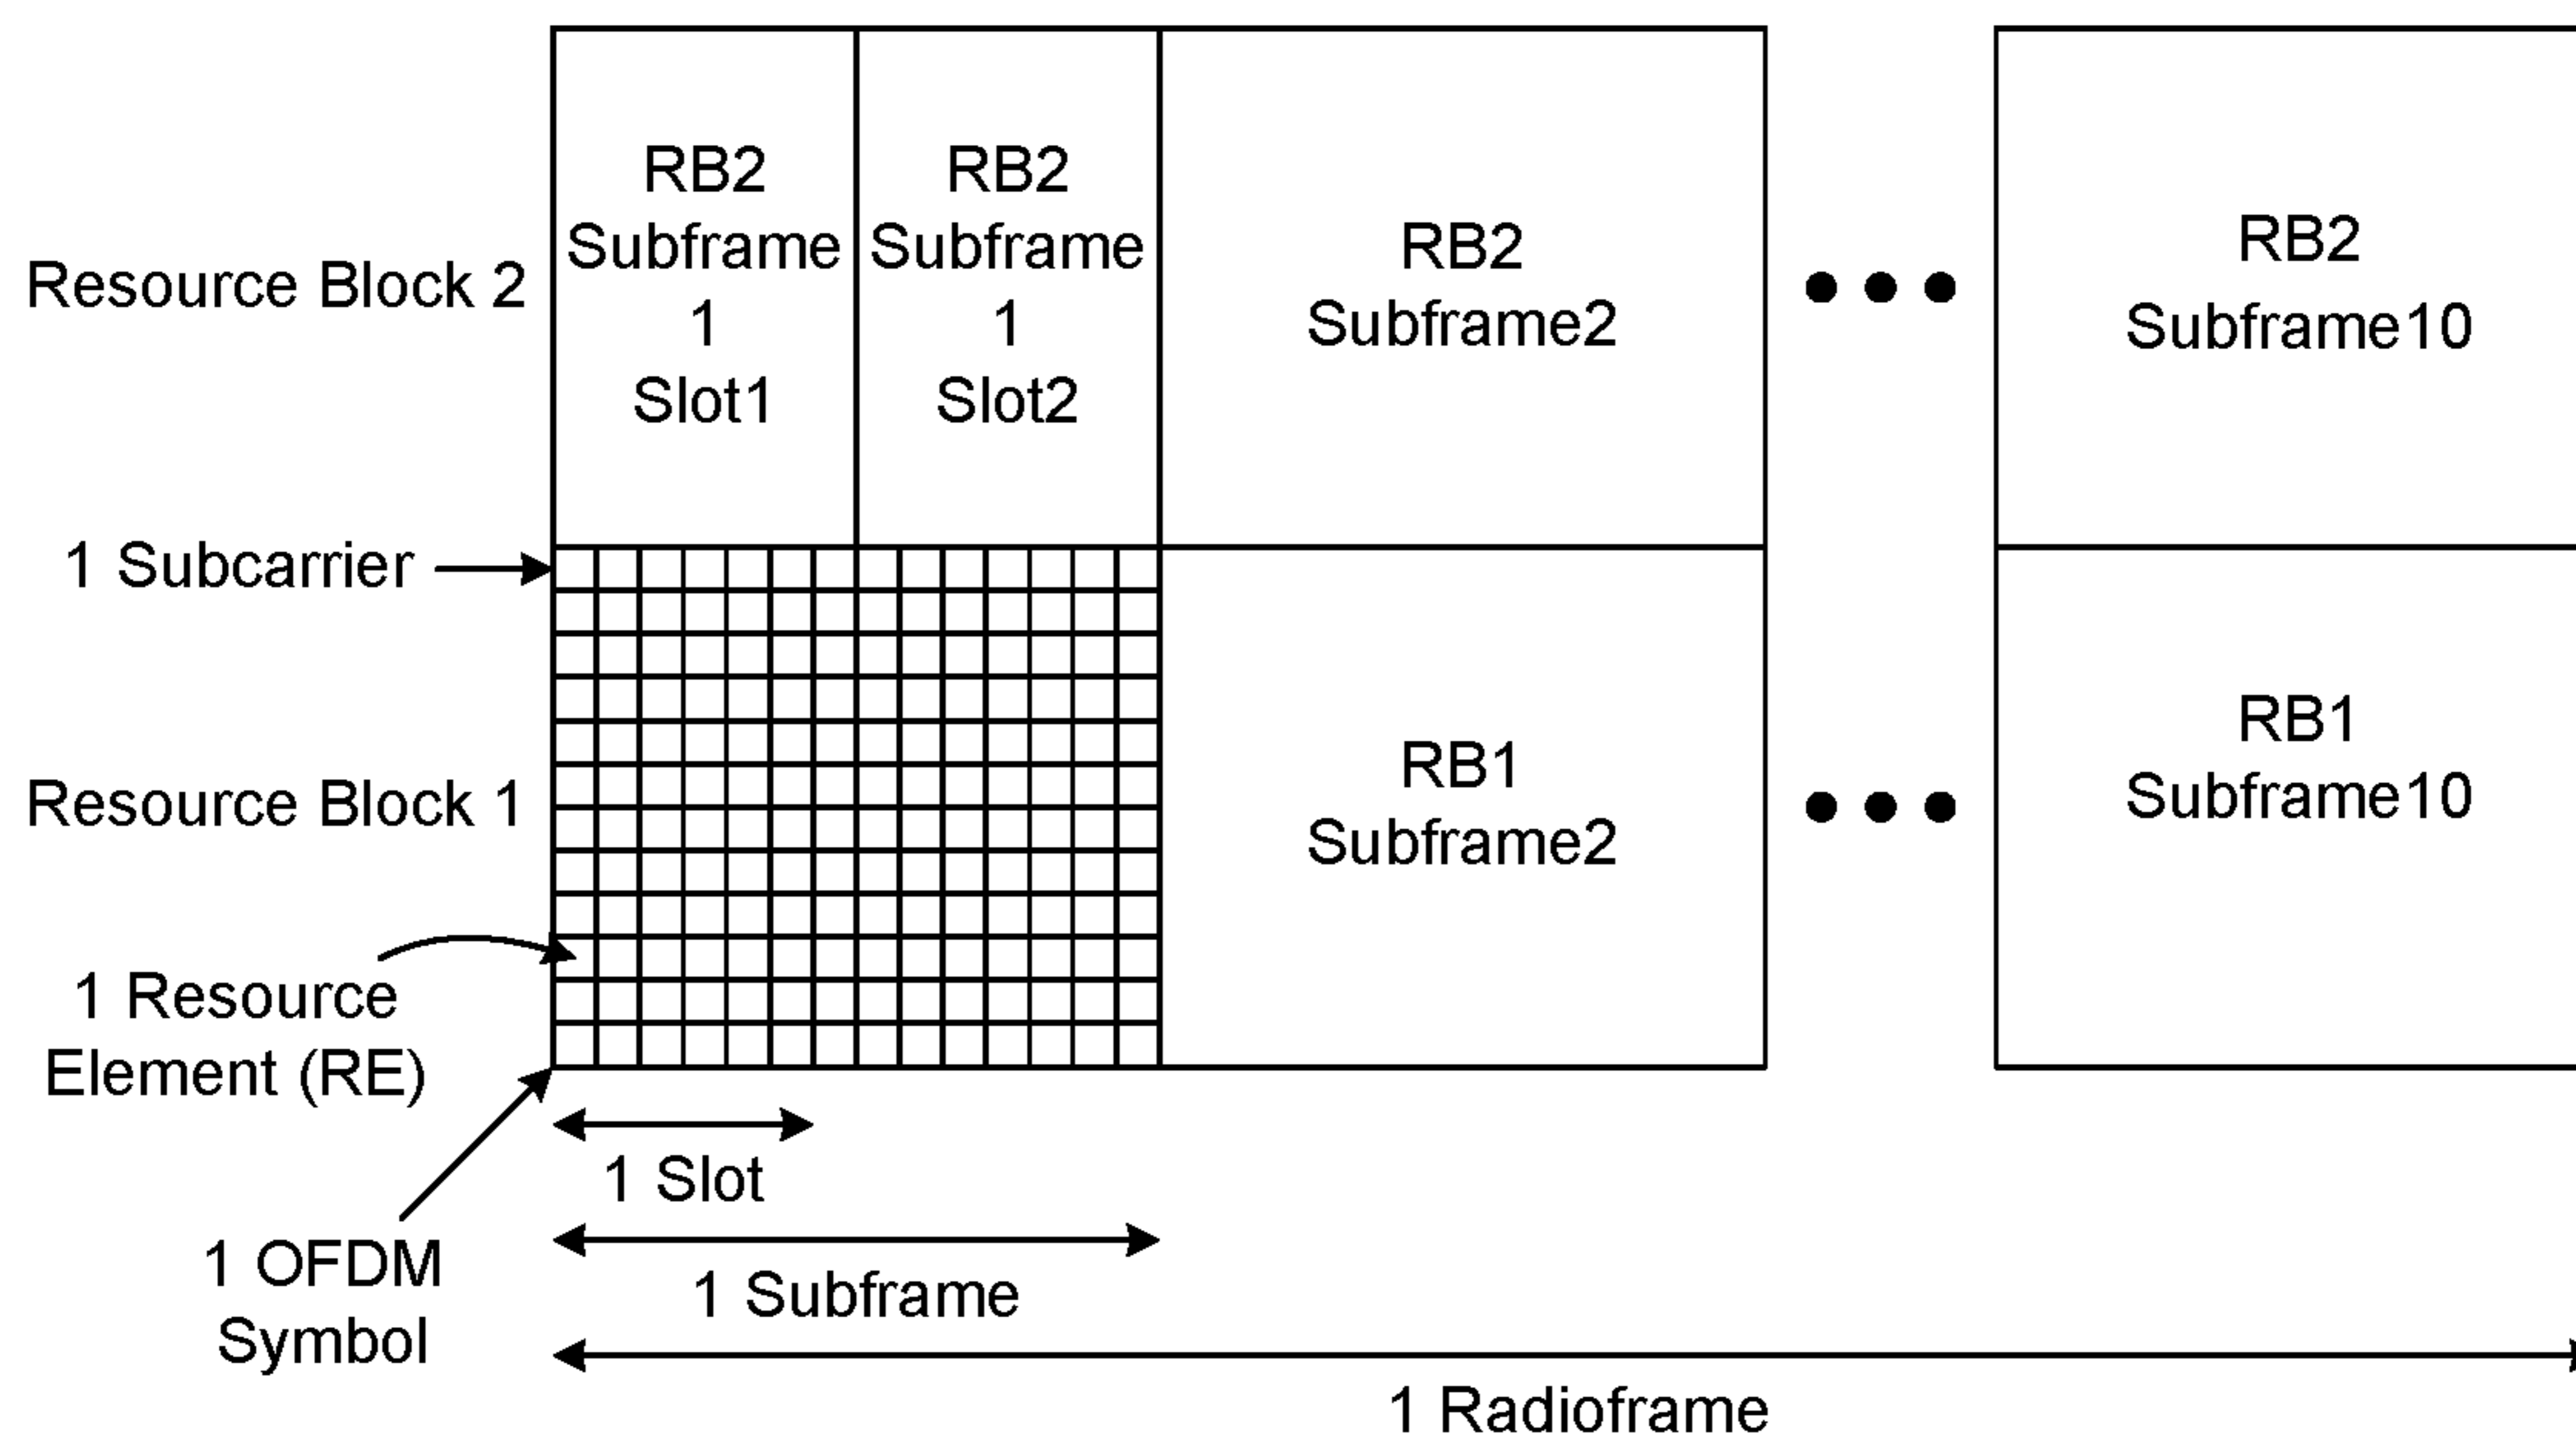 Resource Block 2
RB2
Subframe
1
Slot1
RB2
Subframe
1
Slot2
RB2
Subframe2
RB2
Subframe10
1 Subcarrier
Resource Block 1
RB1
Subframe2
RB1
Subframe10
1 Resource
Element (RE)
1 Slot
1 OFDM
Symbol
1 Subframe
1 Radioframe